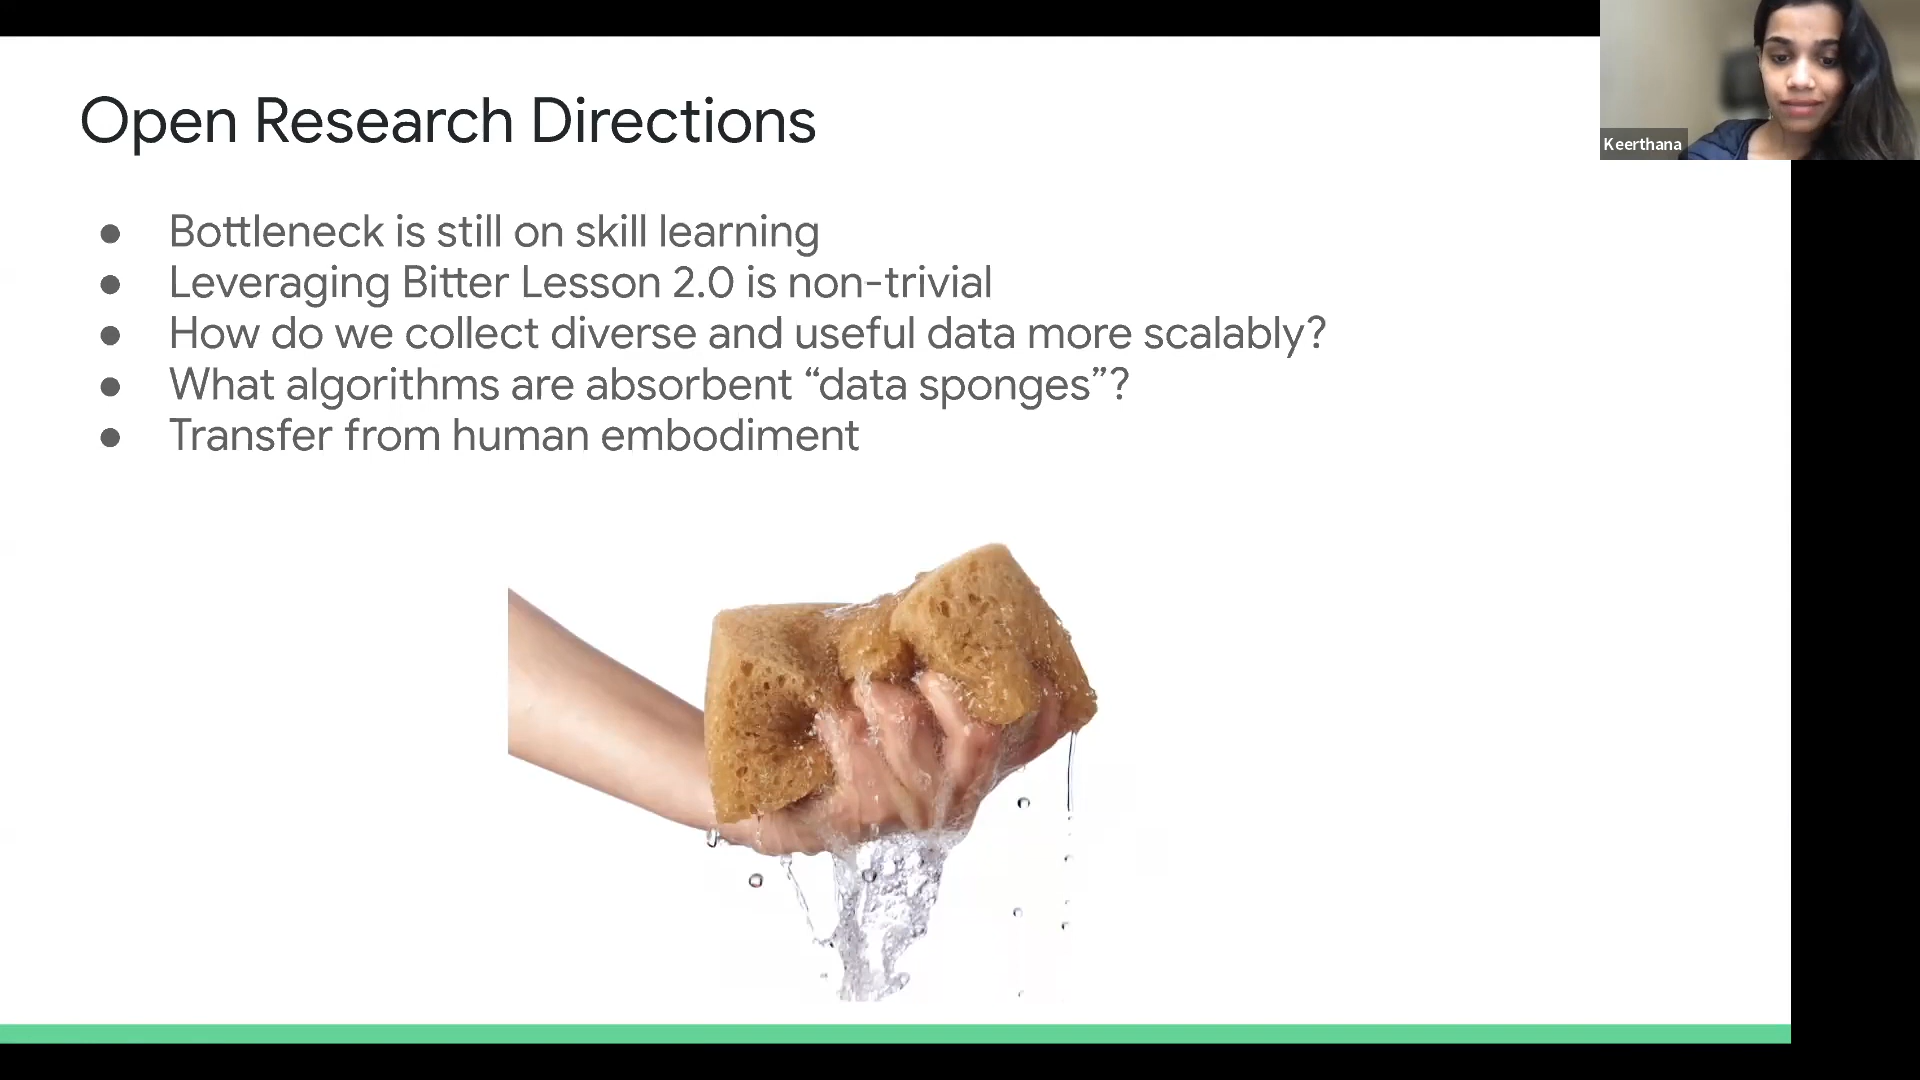 Open Research Directions
Keerthana
● Bottleneck is still on skill learning
● Leveraging Bitter Lesson 2.0 is non-trivial
● How do we collect diverse and useful data more scalably?
● What algorithms are absorbent “data sponges”?
● Transfer from human embodiment